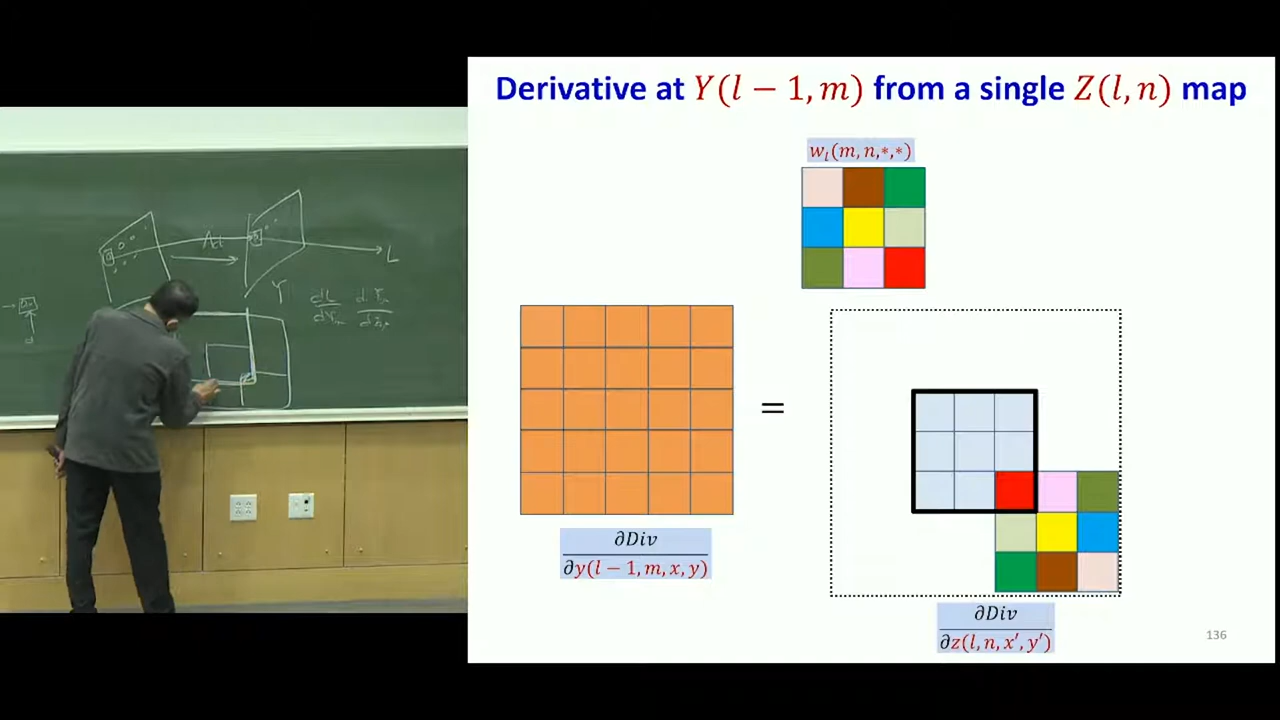 Derivative at Y(l − 1, m) from a single Z(l, n) map
w_l(m, n,∗,∗)
=
∂Div
∂y(l − 1, m, x, y)
∂Div
∂z(l, n, x′, y′)
136
L
Y